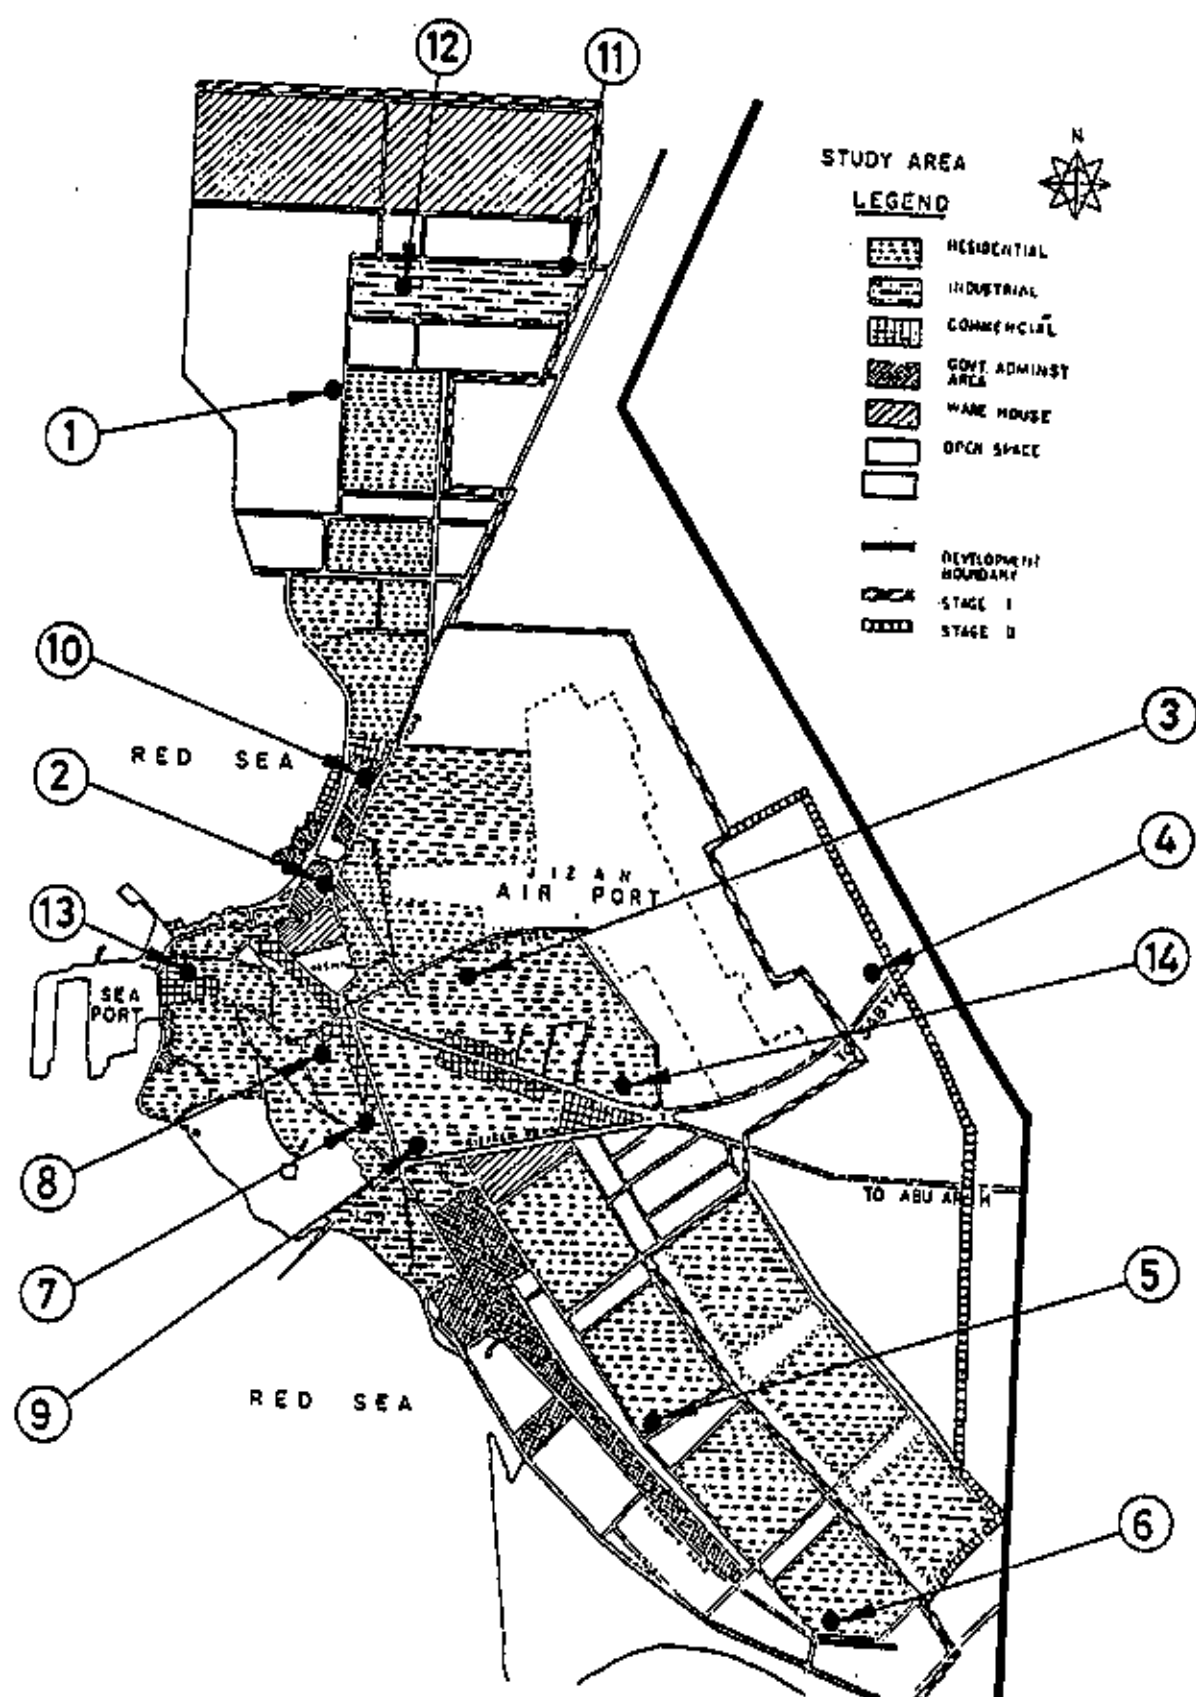 12
11
N
STUDY AREA
LEGEND
RESIDENTIAL
INDUSTRIAL
COMMERCIAL
GOVT. ADMINST
AREA
WARE HOUSE
OPEN SPACE
DEVELOPMENT
BOUNDARY
STAGE I
STAGE II
1
10
3
RED SEA
2
4
JIZAN
AIR PORT
13
14
SEA
PORT
TO SABYA
8
TO ABU ARISH
7
5
9
RED SEA
6